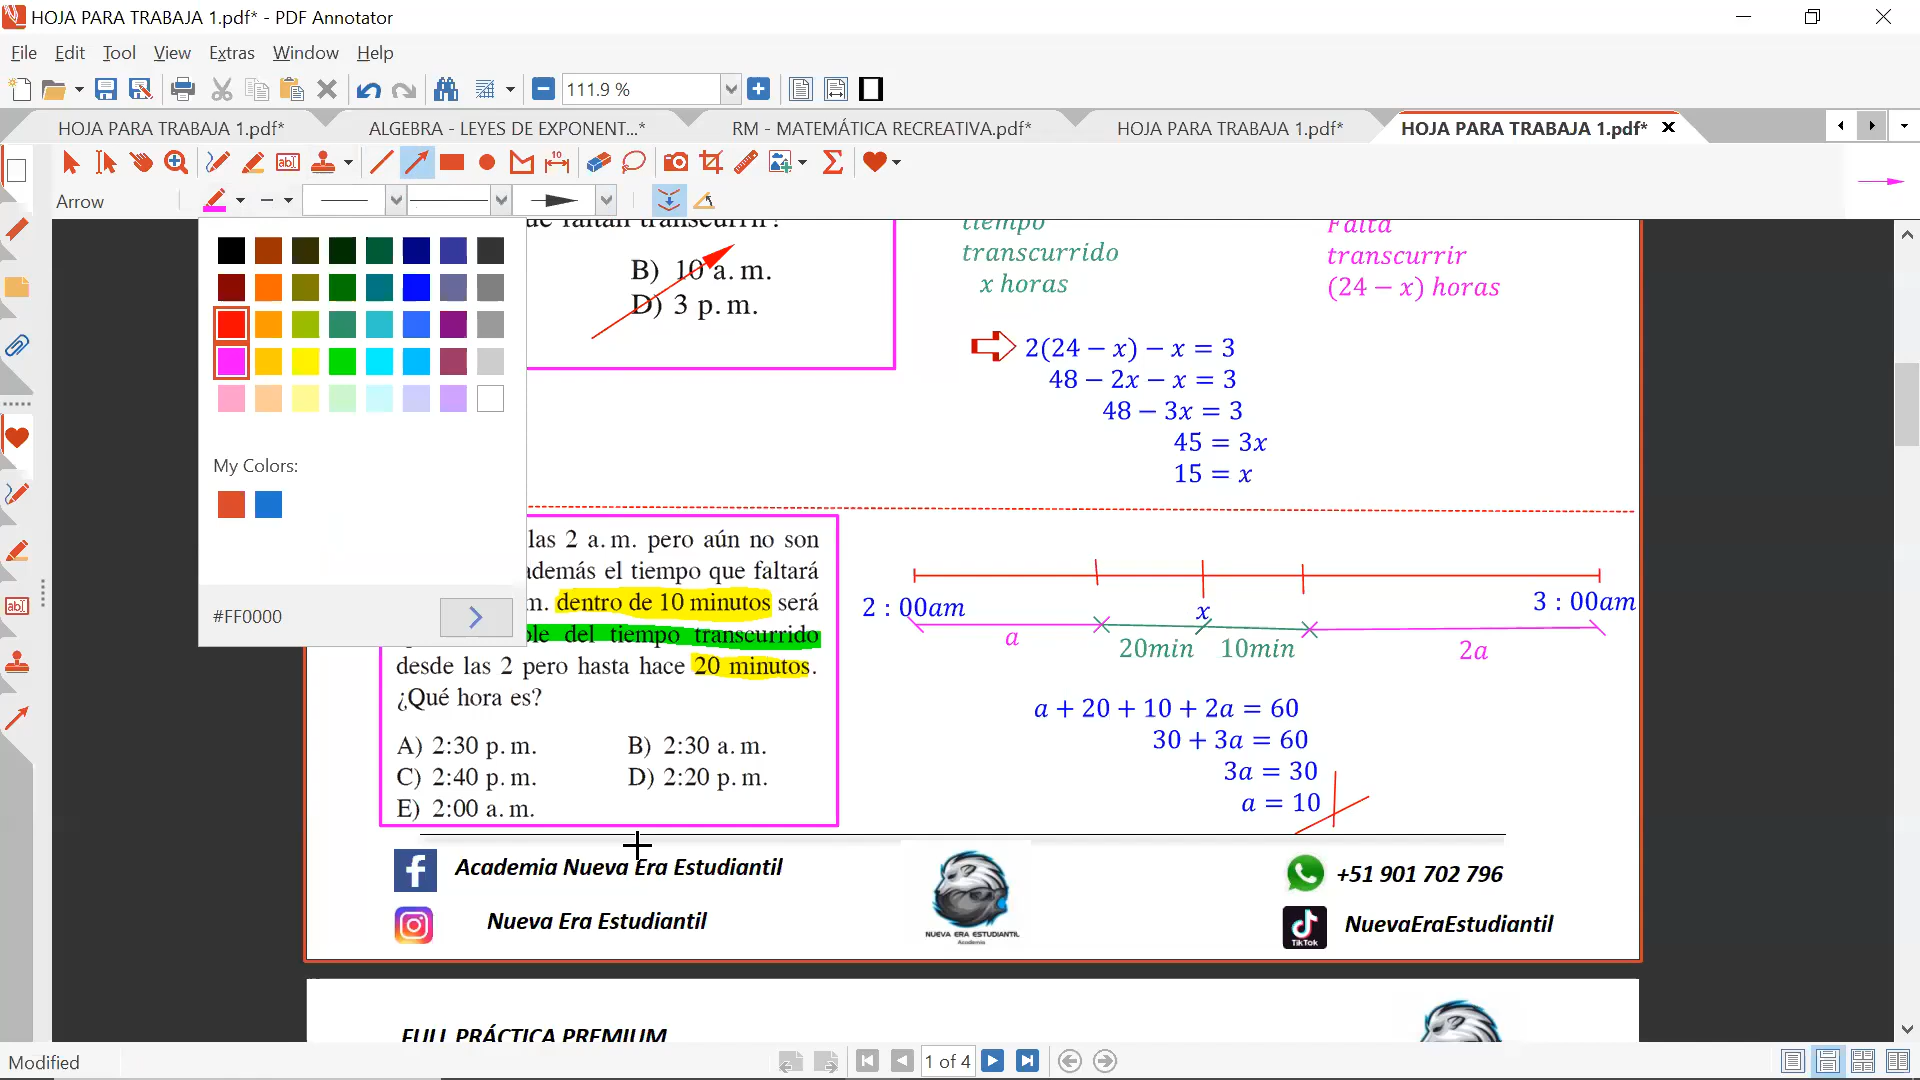 HOJA PARA TRABAJA 1.pdf* - PDF Annotator
File Edit Tool View Extras Window Help
111.9 %
HOJA PARA TRABAJA 1.pdf* ALGEBRA - LEYES DE EXPONENT...* RM - MATEMÁTICA RECREATIVA.pdf* HOJA PARA TRABAJA 1.pdf* HOJA PARA TRABAJA 1.pdf*
Arrow
My Colors:
#FF0000
faltan transcurrir?
B) 10 a. m.
D) 3 p. m.
tiempo
transcurrido
x horas
Falta
transcurrir
(24 − x) horas
2(24 − x) − x = 3
48 − 2x − x = 3
48 − 3x = 3
45 = 3x
15 = x
las 2 a. m. pero aún no son
además el tiempo que faltará
m. dentro de 10 minutos será
del tiempo transcurrido
desde las 2 pero hasta hace 20 minutos.
¿Qué hora es?
A) 2:30 p. m. B) 2:30 a. m.
C) 2:40 p. m. D) 2:20 p. m.
E) 2:00 a. m.
2 : 00am x 3 : 00am
a 20min 10min 2a
a + 20 + 10 + 2a = 60
30 + 3a = 60
3a = 30
a = 10
Academia Nueva Era Estudiantil
Nueva Era Estudiantil
NUEVA ERA ESTUDIANTIL
Academia
+51 901 702 796
TikTok NuevaEraEstudiantil
FULL PRÁCTICA PREMIUM
Modified 1 of 4